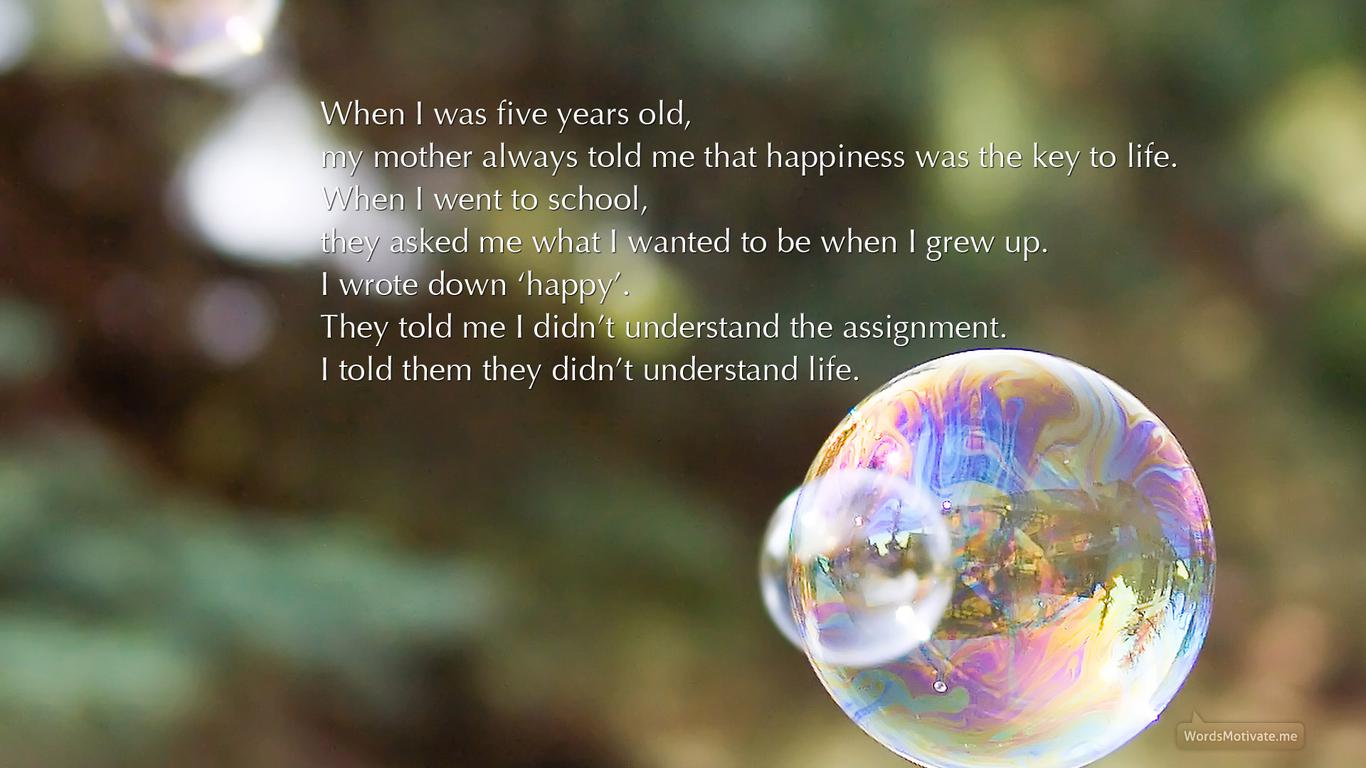 When I was five years old,
my mother always told me that happiness was the key to life.
When I went to school,
they asked me what I wanted to be when I grew up.
I wrote down ‘happy’.
They told me I didn’t understand the assignment.
I told them they didn’t understand life.
WordsMotivate.me